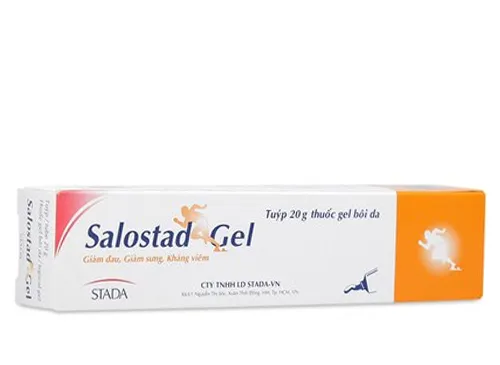 Tuýp 20 g thuốc gel bôi da
Salostad Gel
Giảm đau, Giảm sưng, Kháng viêm
STADA
CTY TNHH LD STADA-VN
Salostad Gel
STADA